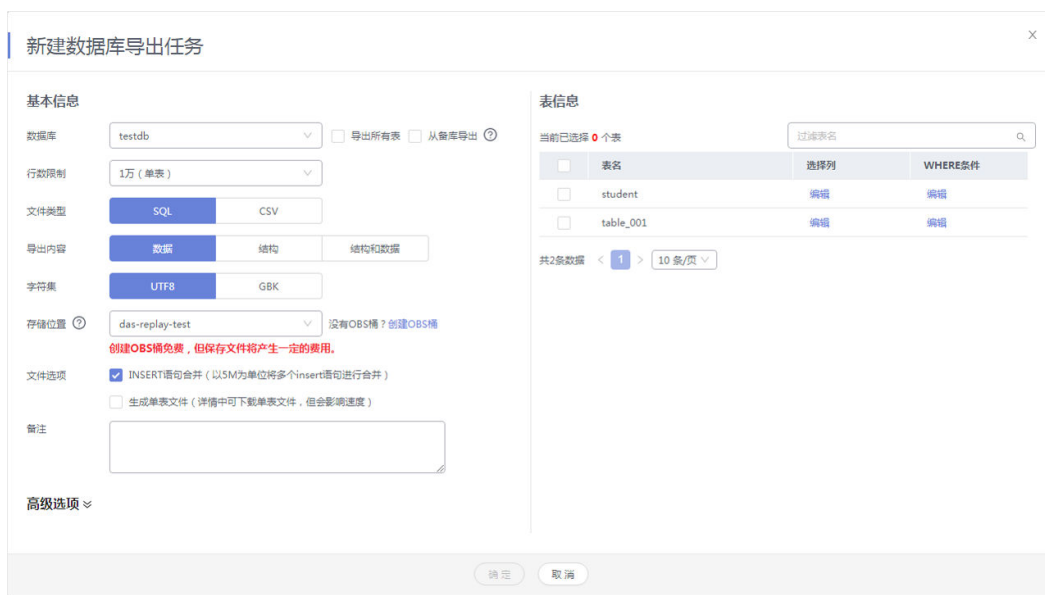 新建数据库导出任务
X
基本信息
数据库
testdb
导出所有表
从备库导出
?
行数限制
1万 ( 单表 )
文件类型
SQL
CSV
导出内容
数据
结构
结构和数据
字符集
UTF8
GBK
存储位置 ?
das-replay-test
没有OBS桶 ? 创建OBS桶
创建OBS桶免费 , 但保存文件将产生一定的费用。
文件选项
INSERT语句合并 ( 以5M为单位将多个insert语句进行合并 )
生成单表文件 ( 详情中可下载单表文件 , 但会影响速度 )
备注
高级选项
表信息
当前已选择 0 个表
过滤表名
表名 选择列 WHERE条件
student 编辑 编辑
table_001 编辑 编辑
共2条数据 < 1 > 10 条/页
确定
取消